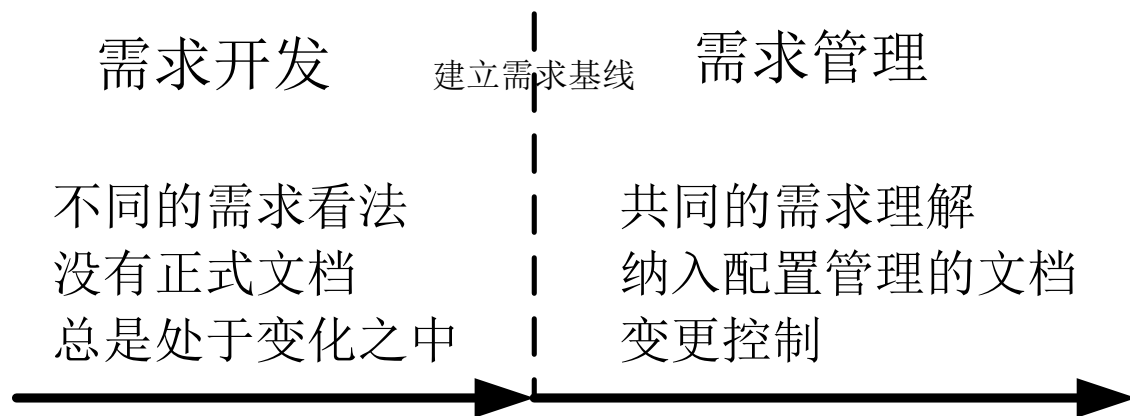 需求开发
建立需求基线
需求管理
不同的需求看法
没有正式文档
总是处于变化之中
共同的需求理解
纳入配置管理的文档
变更控制